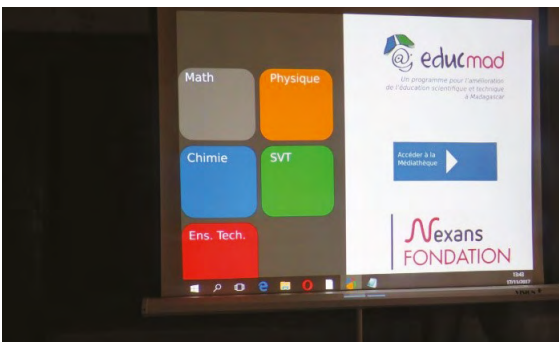 Math
Physique
Chimie
SVT
Ens. Tech.
educmad
Un programme pour l'amélioration
de l'éducation scientifique et technique
à Madagascar
Accéder à la
Médiathèque
Nexans
FONDATION